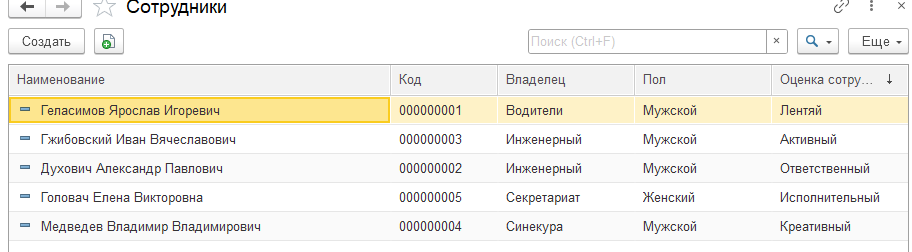 Сотрудники
Создать Поиск (Ctrl+F) × Еще
Наименование Код Владелец Пол Оценка сотру... ↓
Геласимов Ярослав Игоревич 000000001 Водители Мужской Лентяй
Гжибовский Иван Вячеславович 000000003 Инженерный Мужской Активный
Духович Александр Павлович 000000002 Инженерный Мужской Ответственный
Головач Елена Викторовна 000000005 Секретариат Женский Исполнительный
Медведев Владимир Владимирович 000000004 Синекура Мужской Креативный